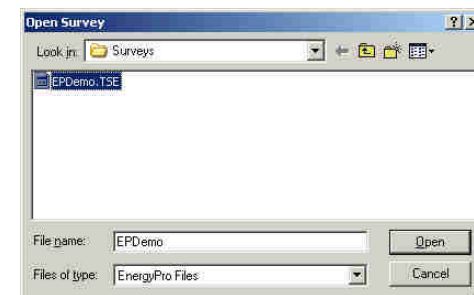 Open Survey
Look in: Surveys
EPDemo.TSE
File name: EPDemo
Open
Files of type: EnergyPro Files
Cancel